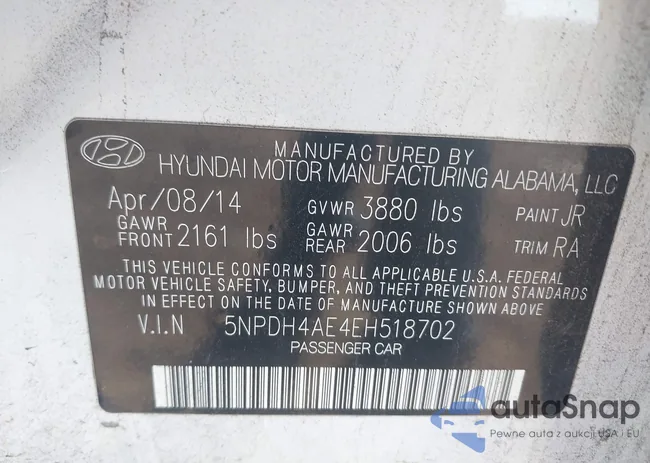 MANUFACTURED BY
HYUNDAI MOTOR MANUFACTURING ALABAMA, LLC
Apr/08/14 GVWR 3880 lbs PAINT JR
GAWR FRONT 2161 lbs GAWR REAR 2006 lbs TRIM RA
THIS VEHICLE CONFORMS TO ALL APPLICABLE U.S.A. FEDERAL
MOTOR VEHICLE SAFETY, BUMPER, AND THEFT PREVENTION STANDARDS
IN EFFECT ON THE DATE OF MANUFACTURE SHOWN ABOVE.
V.I.N 5NPDH4AE4EH518702
PASSENGER CAR
autoSnap
Pewne auta z aukcji USA i EU